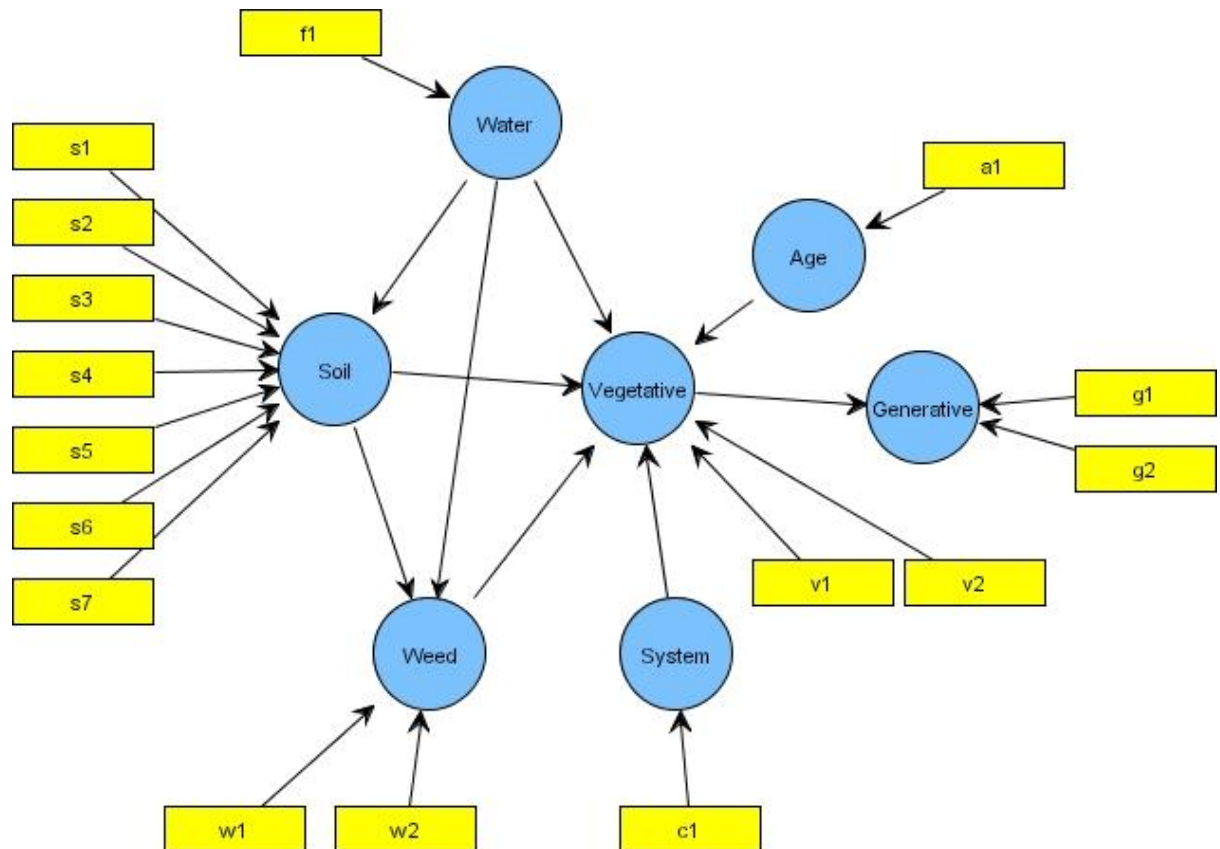 f1
Water
s1
a1
s2
Age
s3
Soil
s4
Vegetative
g1
Generative
s5
g2
s6
v1
v2
s7
Weed
System
w1
w2
c1